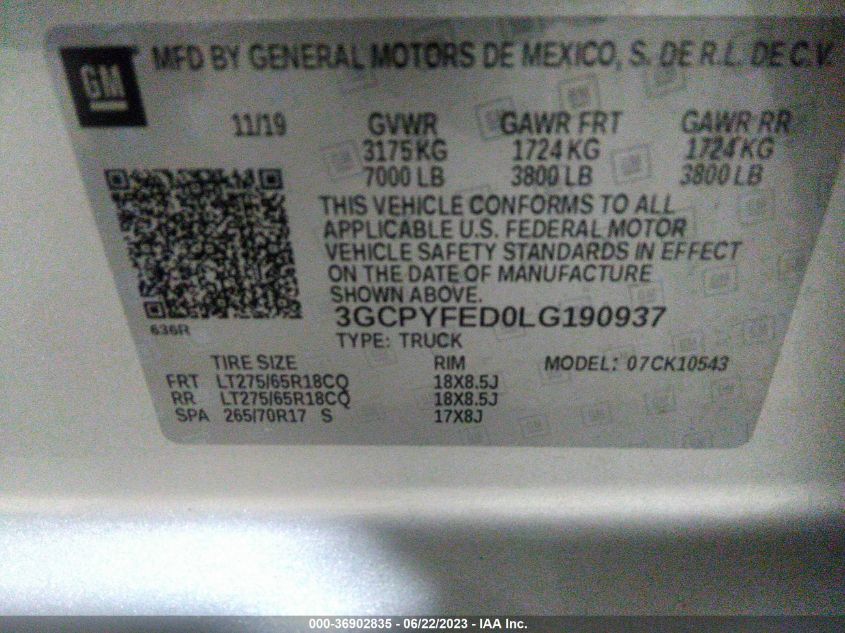 GM
MFD BY GENERAL MOTORS DE MEXICO, S. DE R.L. DE C.V.
11/19 GVWR GAWR FRT GAWR RR
3175 KG 1724 KG 1724 KG
7000 LB 3800 LB 3800 LB
THIS VEHICLE CONFORMS TO ALL
APPLICABLE U.S. FEDERAL MOTOR
VEHICLE SAFETY STANDARDS IN EFFECT
ON THE DATE OF MANUFACTURE
SHOWN ABOVE.
636R
3GCPYFED0LG190937
TYPE: TRUCK
TIRE SIZE RIM MODEL: 07CK10543
FRT LT275/65R18CQ 18X8.5J
RR LT275/65R18CQ 18X8.5J
SPA 265/70R17 S 17X8J
000-36902835 - 06/22/2023 - IAA Inc.